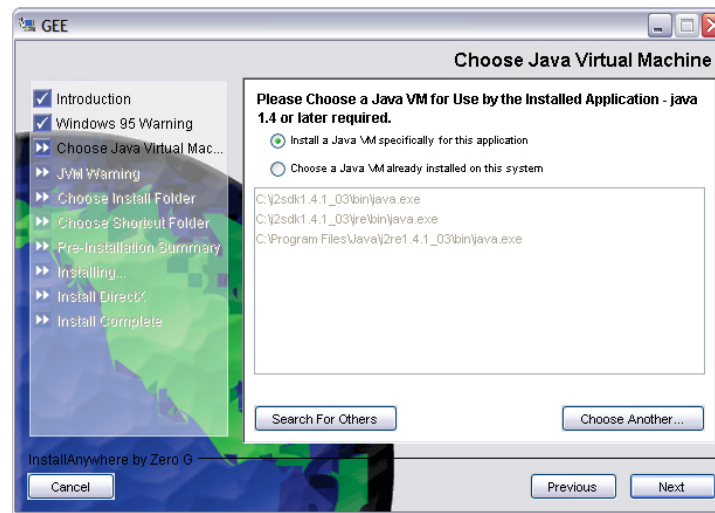 GEE
Choose Java Virtual Machine
Introduction
Windows 95 Warning
Choose Java Virtual Mac...
JVM Warning
Choose Install Folder
Choose Shortcut Folder
Pre-Installation Summary
Installing...
Install DirectX
Install Complete
Please Choose a Java VM for Use by the Installed Application - java
1.4 or later required.
Install a Java VM specifically for this application
Choose a Java VM already installed on this system
C:\j2sdk1.4.1_03\bin\java.exe
C:\j2sdk1.4.1_03\jre\bin\java.exe
C:\Program Files\Java\j2re1.4.1_03\bin\java.exe
Search For Others
Choose Another...
InstallAnywhere by Zero G
Cancel
Previous
Next